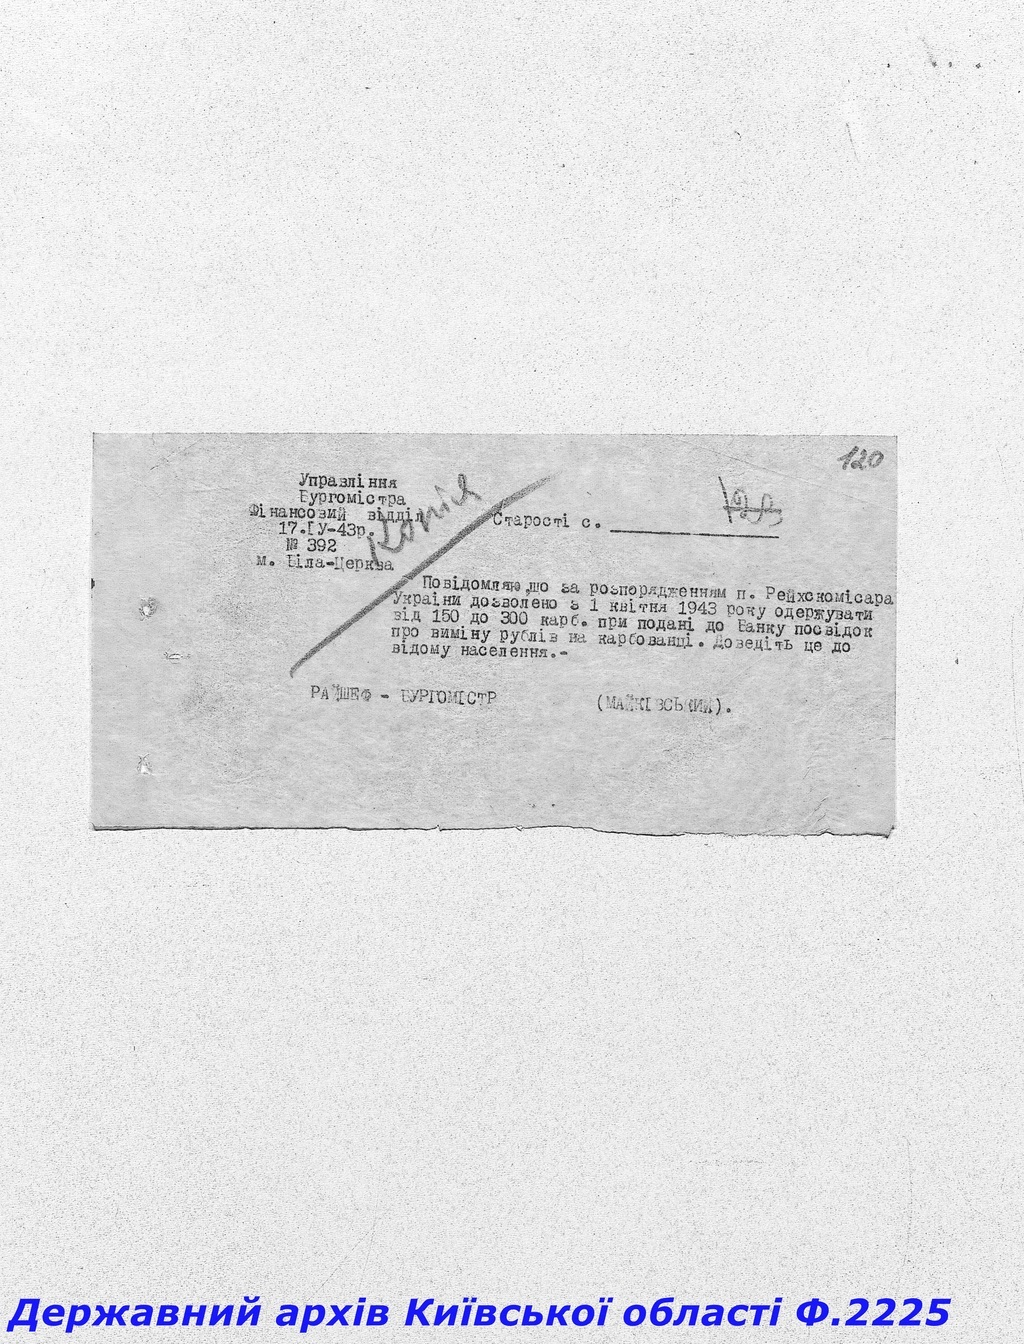 120
Управління
Бургомістра
Фінансовий відділ
17.ІУ-43р.
№ 392
м. Біла-Церква
Копія
Старості с.
Повідомляю,що за розпорядженням п. Рейхскомісара
України дозволено з 1 квітня 1943 року одержувати
від 150 до 300 карб. при подані до Банку посвідок
про виміну рублів на карбованці. Доведіть це до
відому населення.-
РАЙШЕФ - БУРГОМІСТР (МАЙКІВСЬКИЙ).
Державний архів Київської області Ф.2225